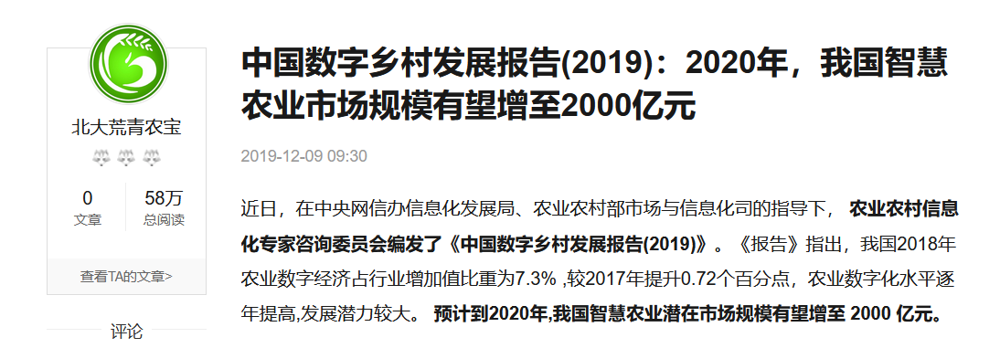 北大荒青农宝
0
58万
文章
总阅读
查看TA的文章>
评论
中国数字乡村发展报告(2019)：2020年，我国智慧
农业市场规模有望增至2000亿元
2019-12-09 09:30
近日，在中央网信办信息化发展局、农业农村部市场与信息化司的指导下， 农业农村信息
化专家咨询委员会编发了《中国数字乡村发展报告(2019)》。《报告》指出，我国2018年
农业数字经济占行业增加值比重为7.3% ,较2017年提升0.72个百分点，农业数字化水平逐
年提高,发展潜力较大。 预计到2020年,我国智慧农业潜在市场规模有望增至 2000 亿元。